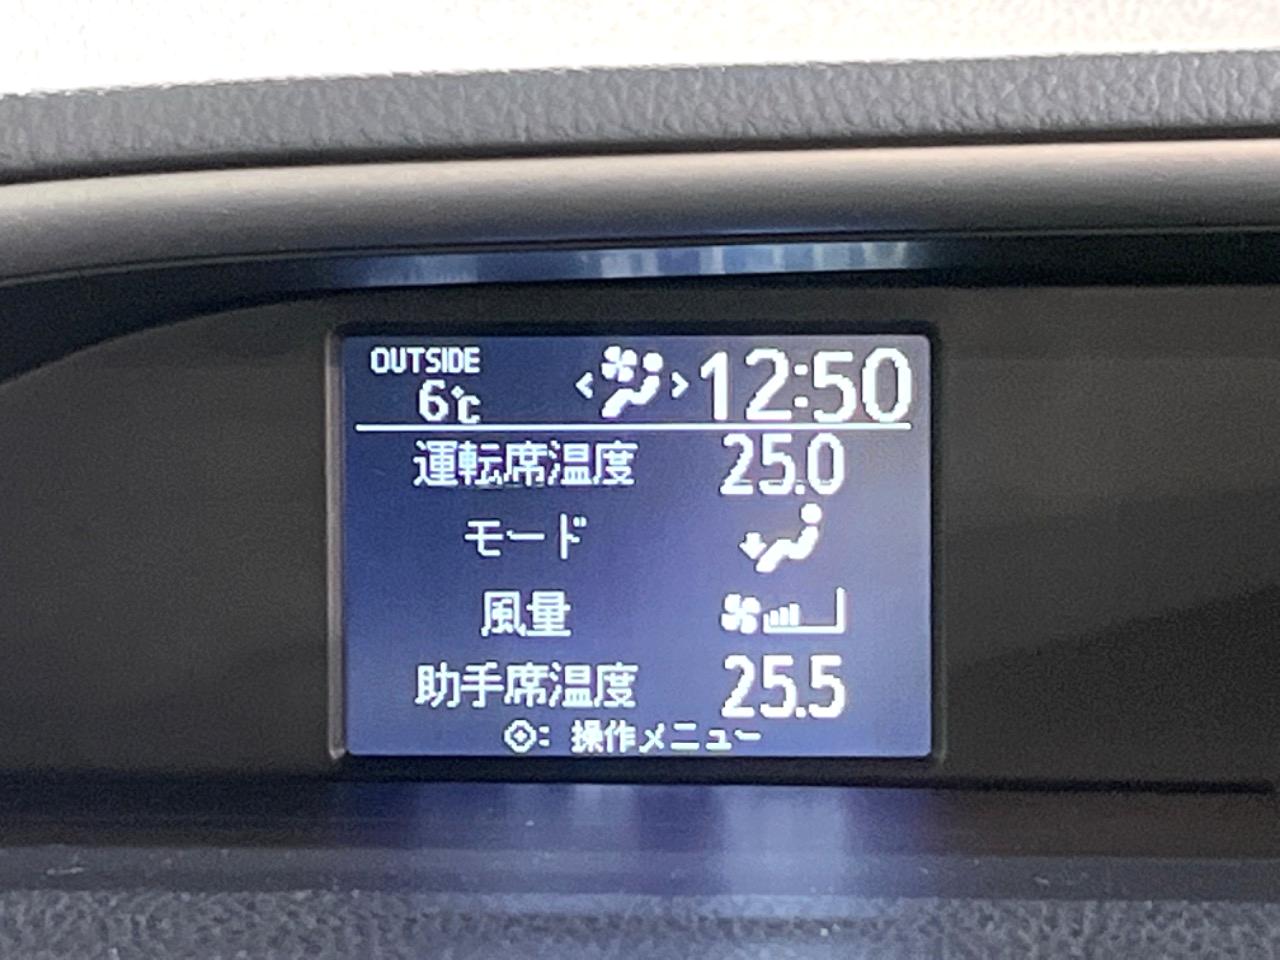 OUTSIDE
6℃
12:50
運転席温度 25.0
モード
風量
助手席温度 25.5
: 操作メニュー